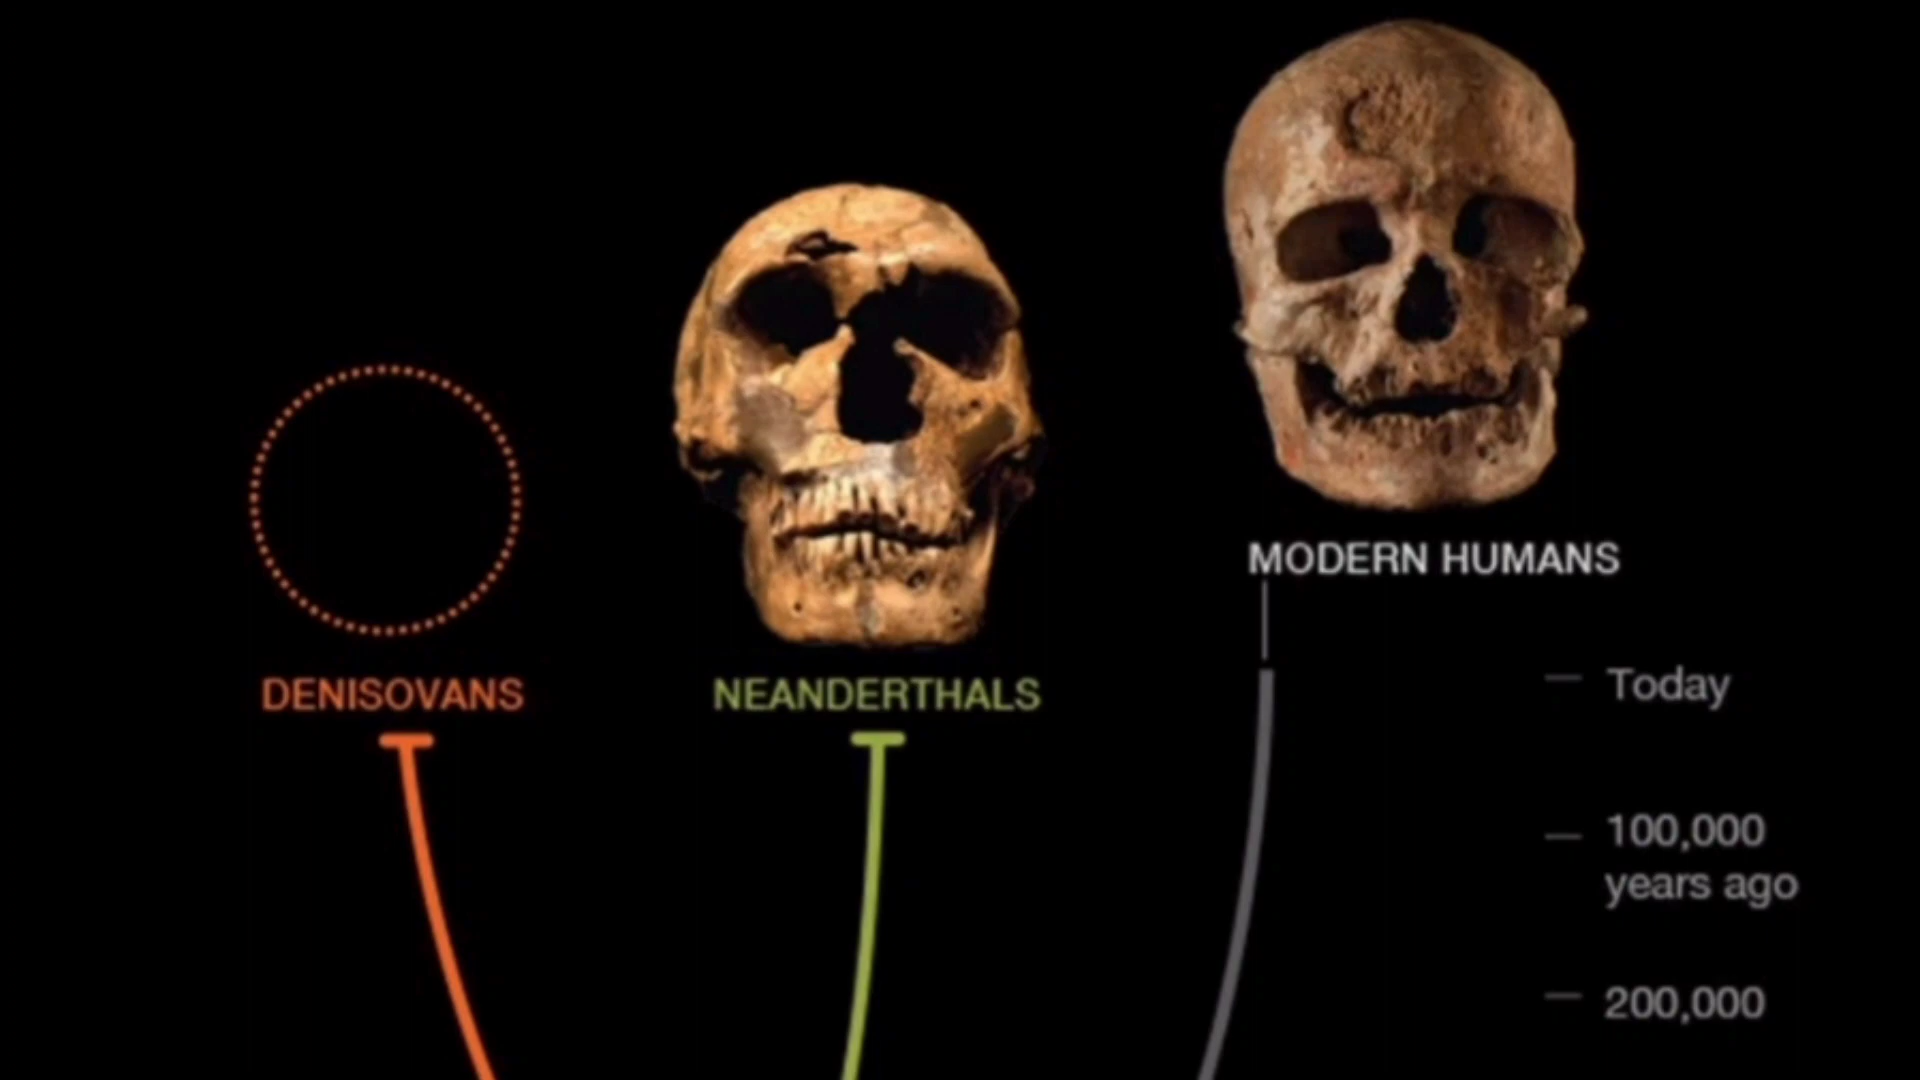 MODERN HUMANS
DENISOVANS
NEANDERTHALS
Today
100,000
years ago
200,000